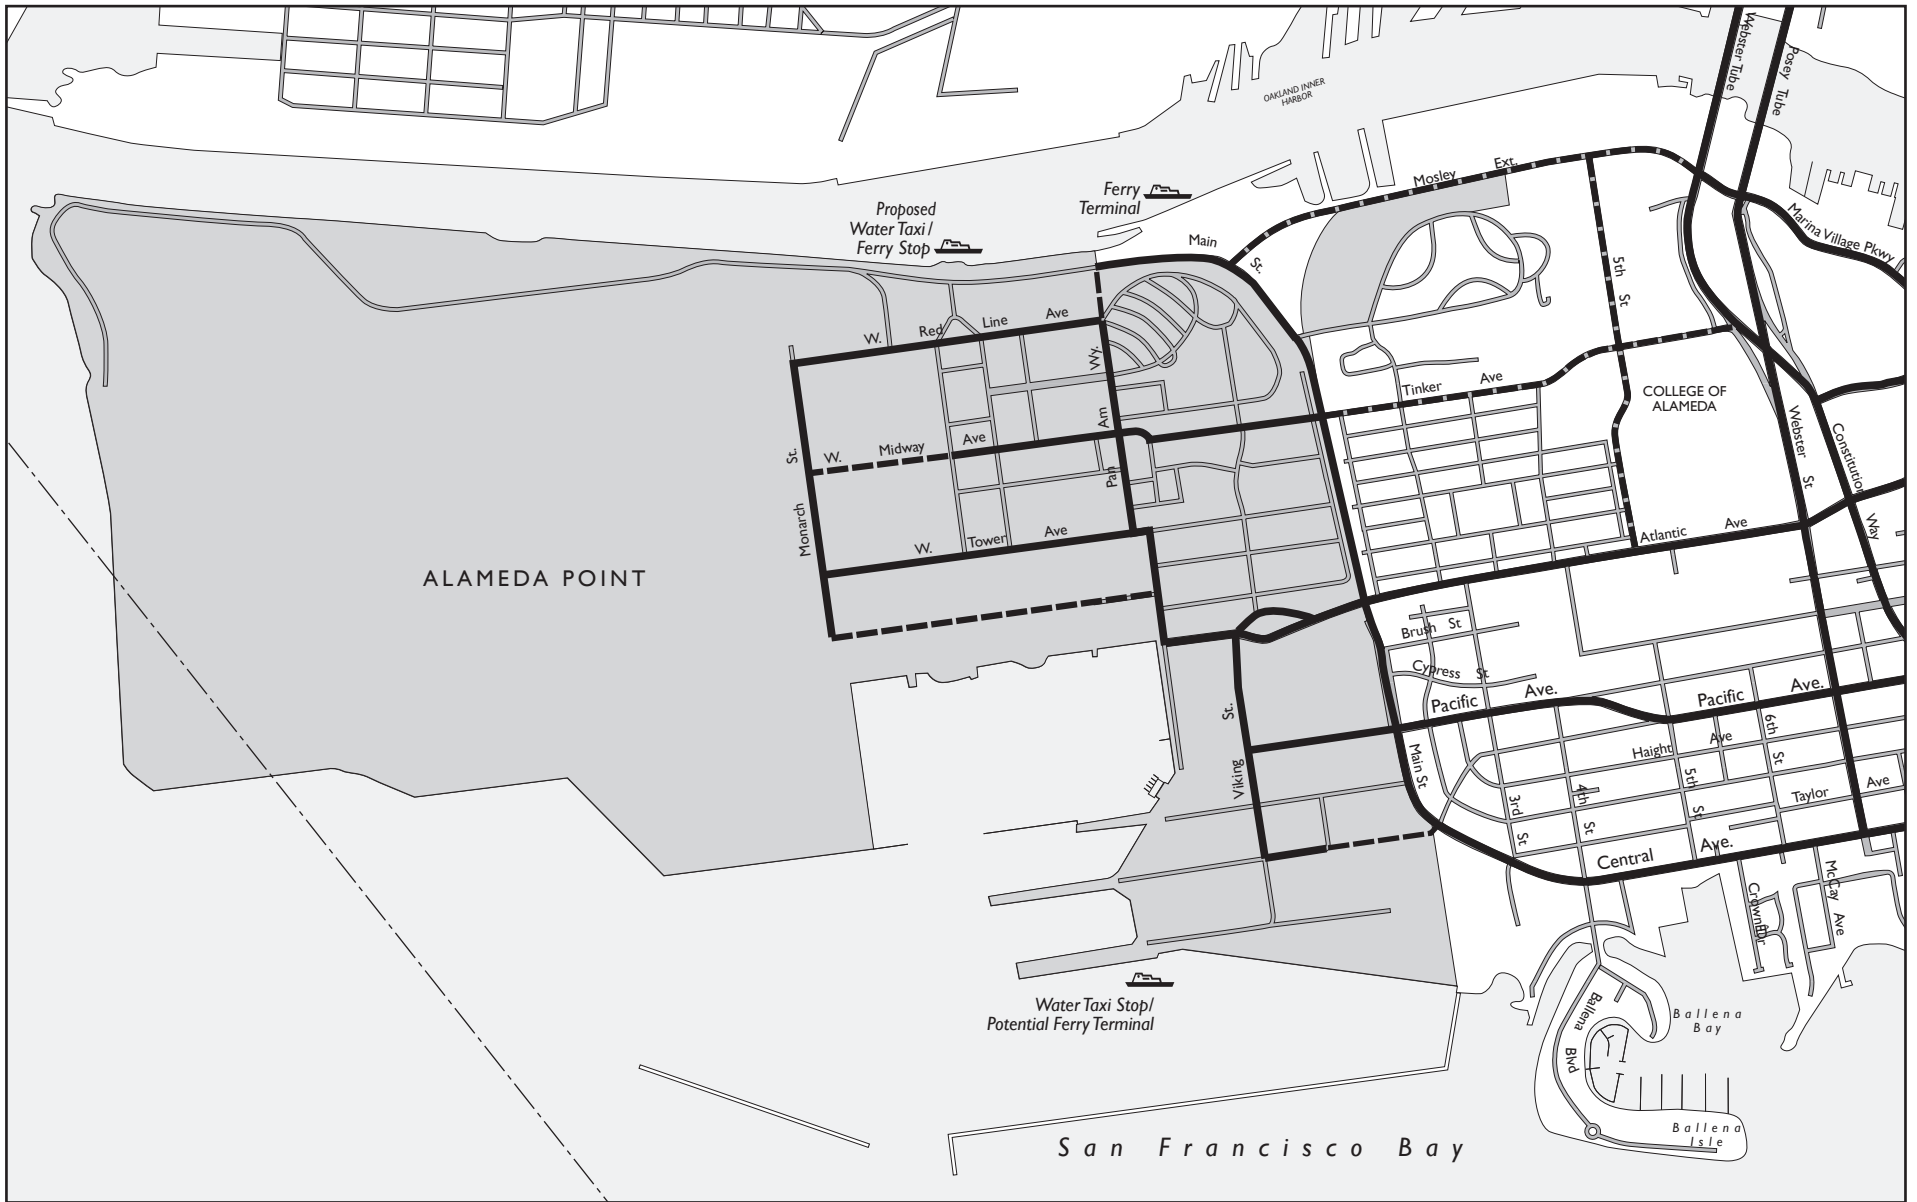 Webster Tube
Posey Tube
OAKLAND INNER
HARBOR
Ferry
Terminal
Proposed
Water Taxi /
Ferry Stop
Mosley Ext.
Main St.
Marina Village Pkwy
5th St
W. Red Line Ave
Wy.
Am
Pan
Tinker Ave
COLLEGE OF
ALAMEDA
W. Midway Ave
St.
Monarch
Webster St
Constitution Way
W. Tower Ave
Atlantic Ave
ALAMEDA POINT
Brush St
Cypress St
Pacific Ave.
Pacific Ave.
St.
Viking
Main St
Haight Ave
6th St
5th St
4th St
3rd St
Taylor Ave
Central Ave.
McCay Ave
Crown Dr
Water Taxi Stop/
Potential Ferry Terminal
Ballena Blvd
Ballena
Bay
Ballena
Isle
San Francisco Bay